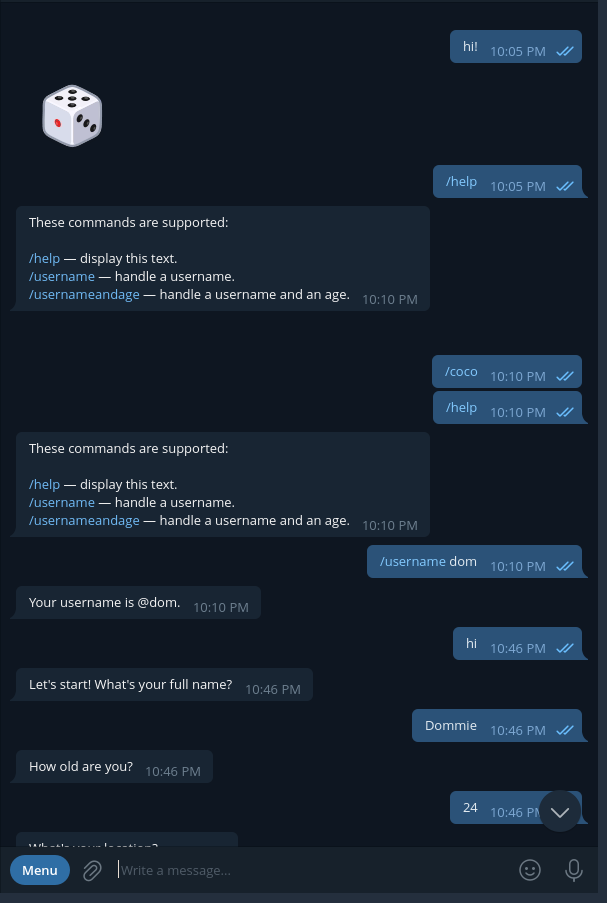 hi! 10:05 PM
/help 10:05 PM
These commands are supported:
/help — display this text.
/username — handle a username.
/usernameandage — handle a username and an age. 10:10 PM
/coco 10:10 PM
/help 10:10 PM
These commands are supported:
/help — display this text.
/username — handle a username.
/usernameandage — handle a username and an age. 10:10 PM
/username dom 10:10 PM
Your username is @dom. 10:10 PM
hi 10:46 PM
Let's start! What's your full name? 10:46 PM
Dommie 10:46 PM
How old are you? 10:46 PM
24 10:46 PM
What's your location?
Menu Write a message...